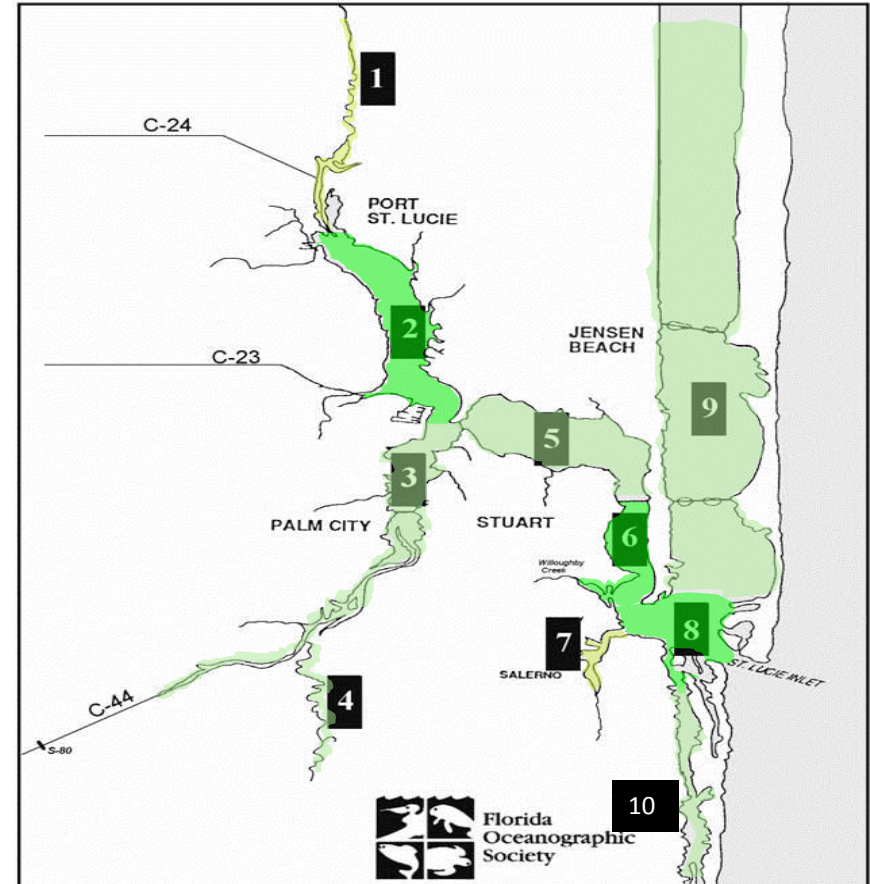 1
C-24
PORT
ST. LUCIE
2
JENSEN
BEACH
C-23
9
5
3
PALM CITY
STUART
6
Willoughby
Creek
8
7
ST. LUCIE INLET
SALERNO
4
C-44
S-80
10
Florida
Oceanographic
Society